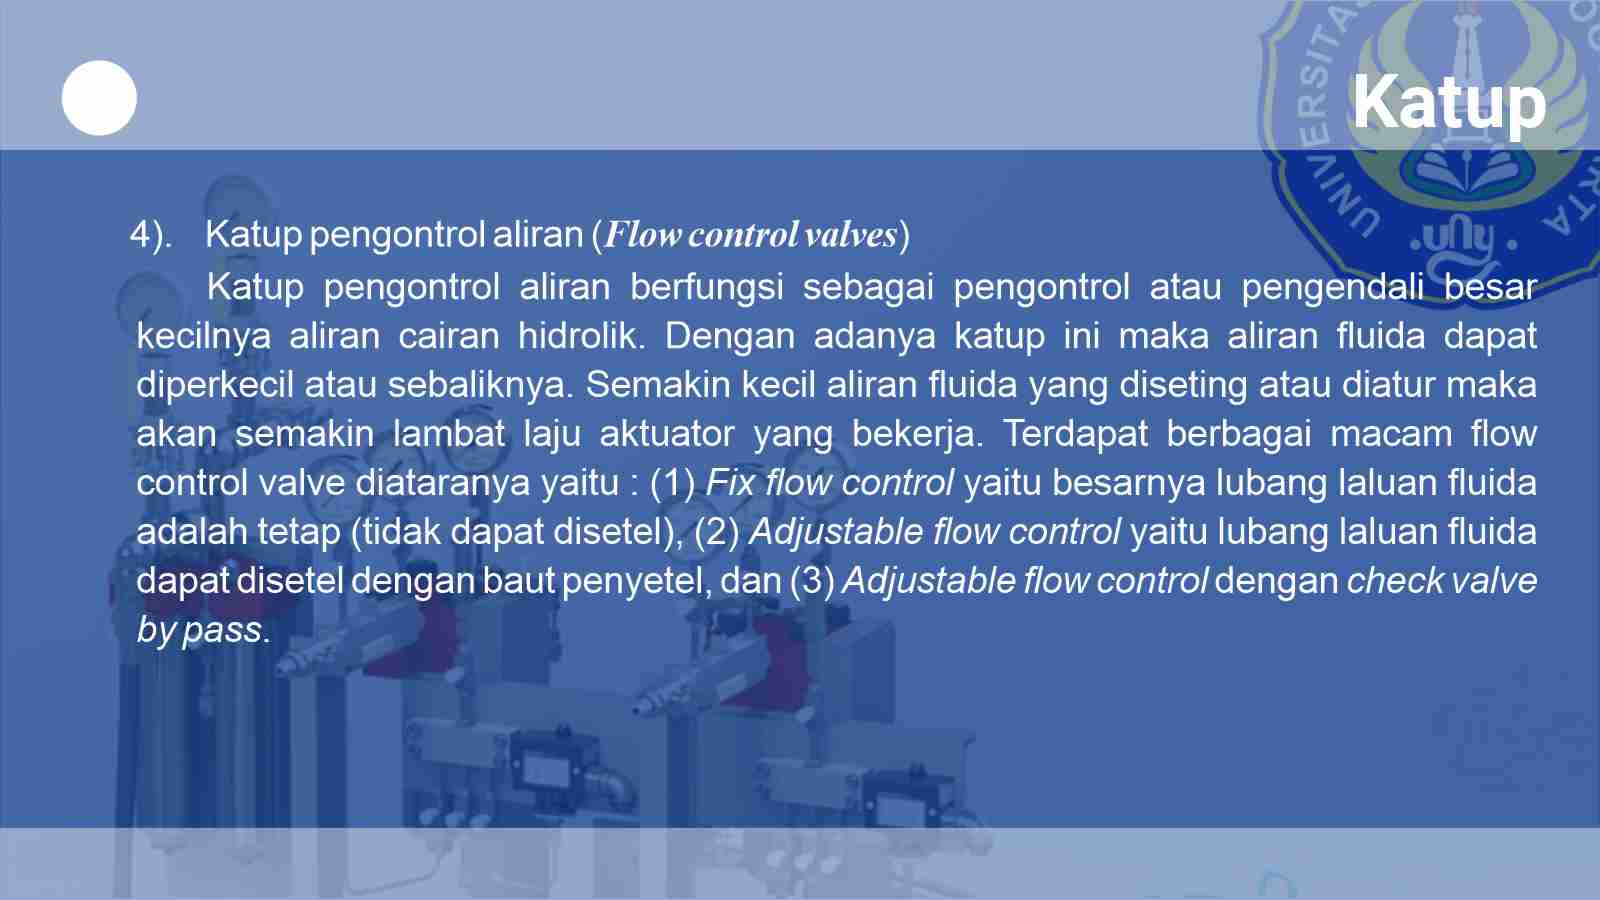 Katup
UNIVERSITAS
uny
4). Katup pengontrol aliran (Flow control valves)
Katup pengontrol aliran berfungsi sebagai pengontrol atau pengendali besar
kecilnya aliran cairan hidrolik. Dengan adanya katup ini maka aliran fluida dapat
diperkecil atau sebaliknya. Semakin kecil aliran fluida yang diseting atau diatur maka
akan semakin lambat laju aktuator yang bekerja. Terdapat berbagai macam flow
control valve diataranya yaitu : (1) Fix flow control yaitu besarnya lubang laluan fluida
adalah tetap (tidak dapat disetel), (2) Adjustable flow control yaitu lubang laluan fluida
dapat disetel dengan baut penyetel, dan (3) Adjustable flow control dengan check valve
by pass.